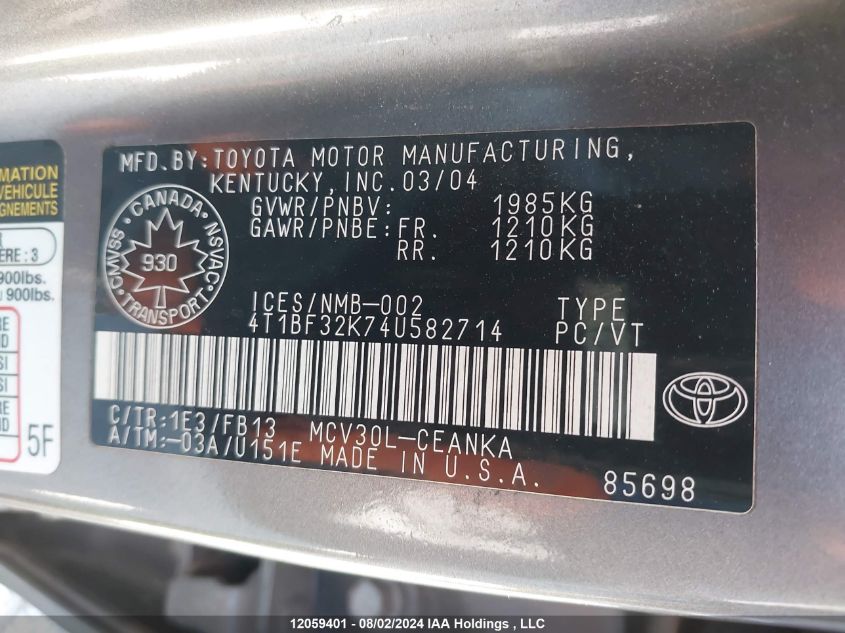 MFD.BY:TOYOTA MOTOR MANUFACTURING,
KENTUCKY,INC.03/04
GVWR/PNBV: 1985KG
GAWR/PNBE:FR. 1210KG
RR. 1210KG
CANADA
CMVSS NSVAC
930
TRANSPORT
ICES/NMB-002 TYPE
4T1BF32K74U582714 PC/VT
C/TR:1E3/FB13 MCV30L-CEANKA
A/TM:-03A/U151E MADE IN U.S.A.
85698
VEHICULE
ERE : 3
900lbs.
900lbs.
5F
12059401 - 08/02/2024 IAA Holdings , LLC